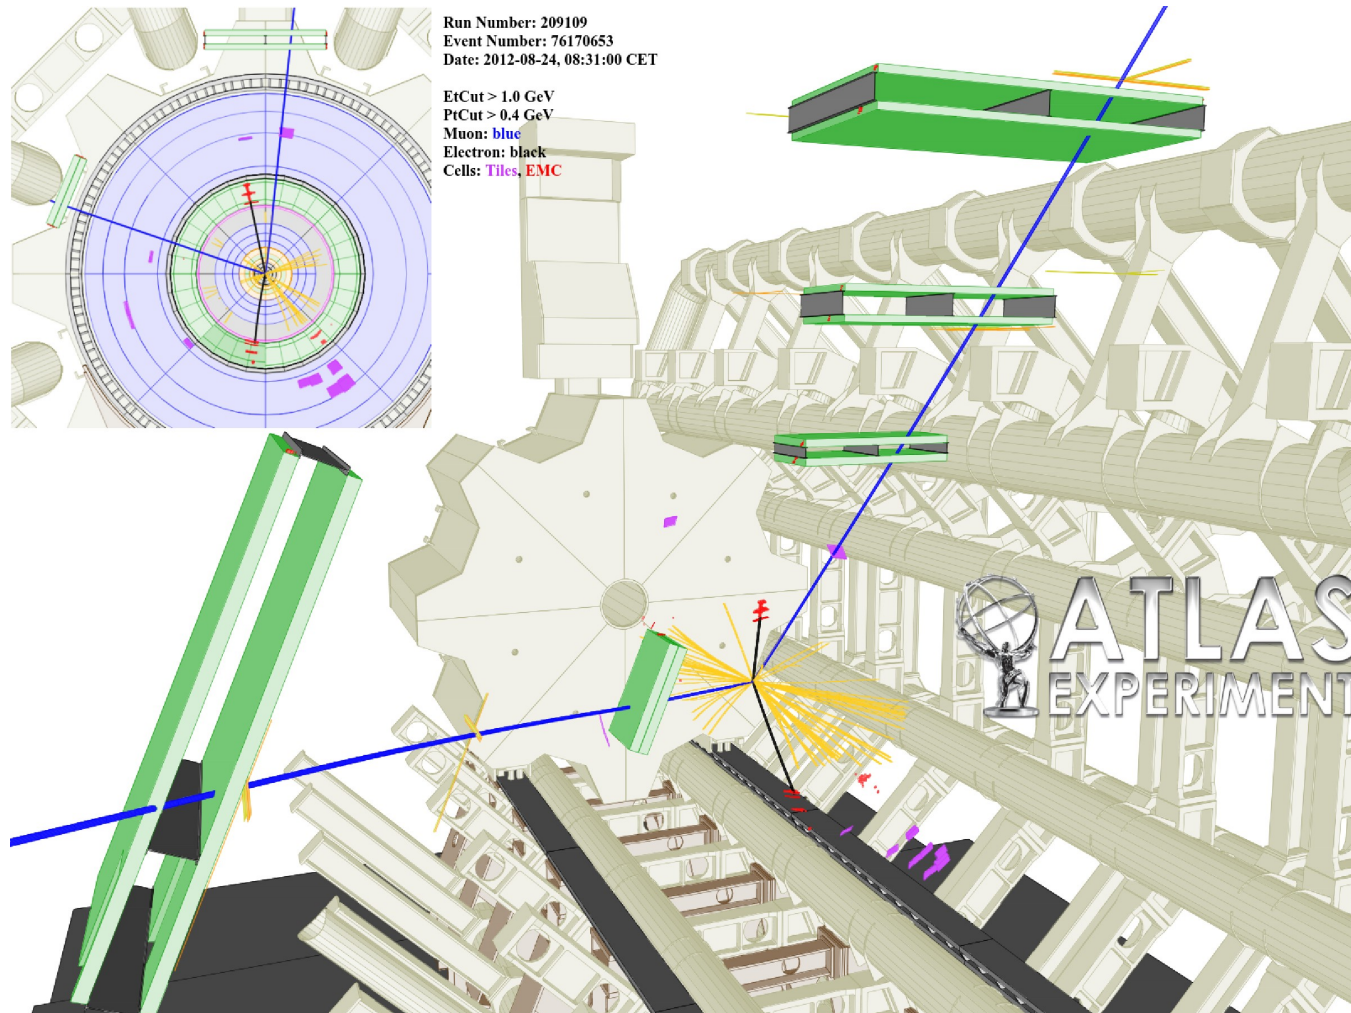 Run Number: 209109
Event Number: 76170653
Date: 2012-08-24, 08:31:00 CET
EtCut > 1.0 GeV
PtCut > 0.4 GeV
Muon: blue
Electron: black
Cells: Tiles, EMC
ATLAS
EXPERIMENT